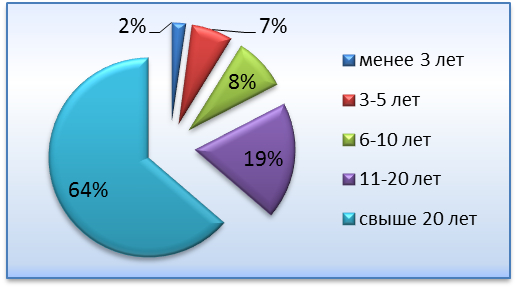 2%
7%
8%
19%
64%
менее 3 лет
3-5 лет
6-10 лет
11-20 лет
свыше 20 лет